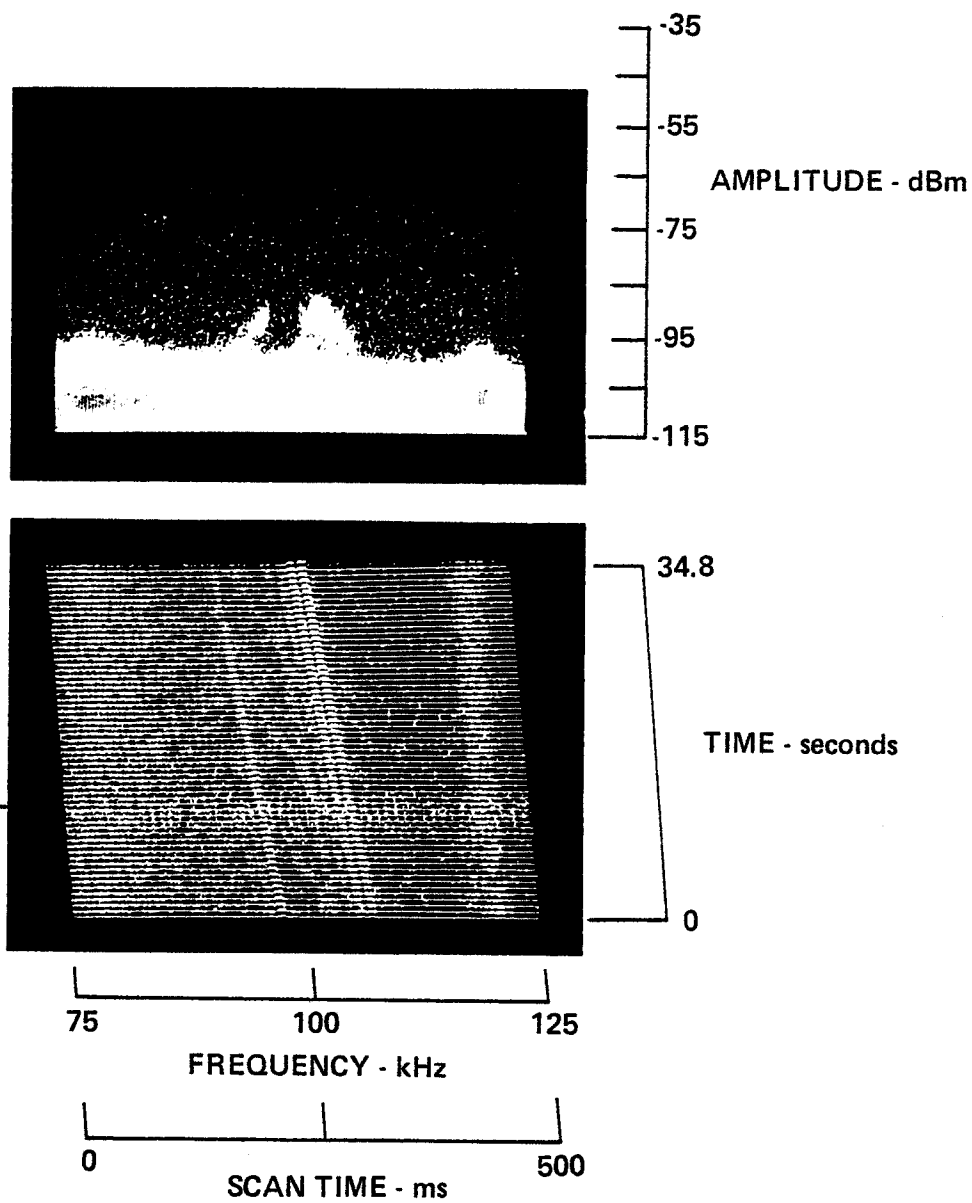 -35
-55
AMPLITUDE - dBm
-75
-95
-115
34.8
TIME - seconds
0
75 100 125
FREQUENCY - kHz
0 500
SCAN TIME - ms